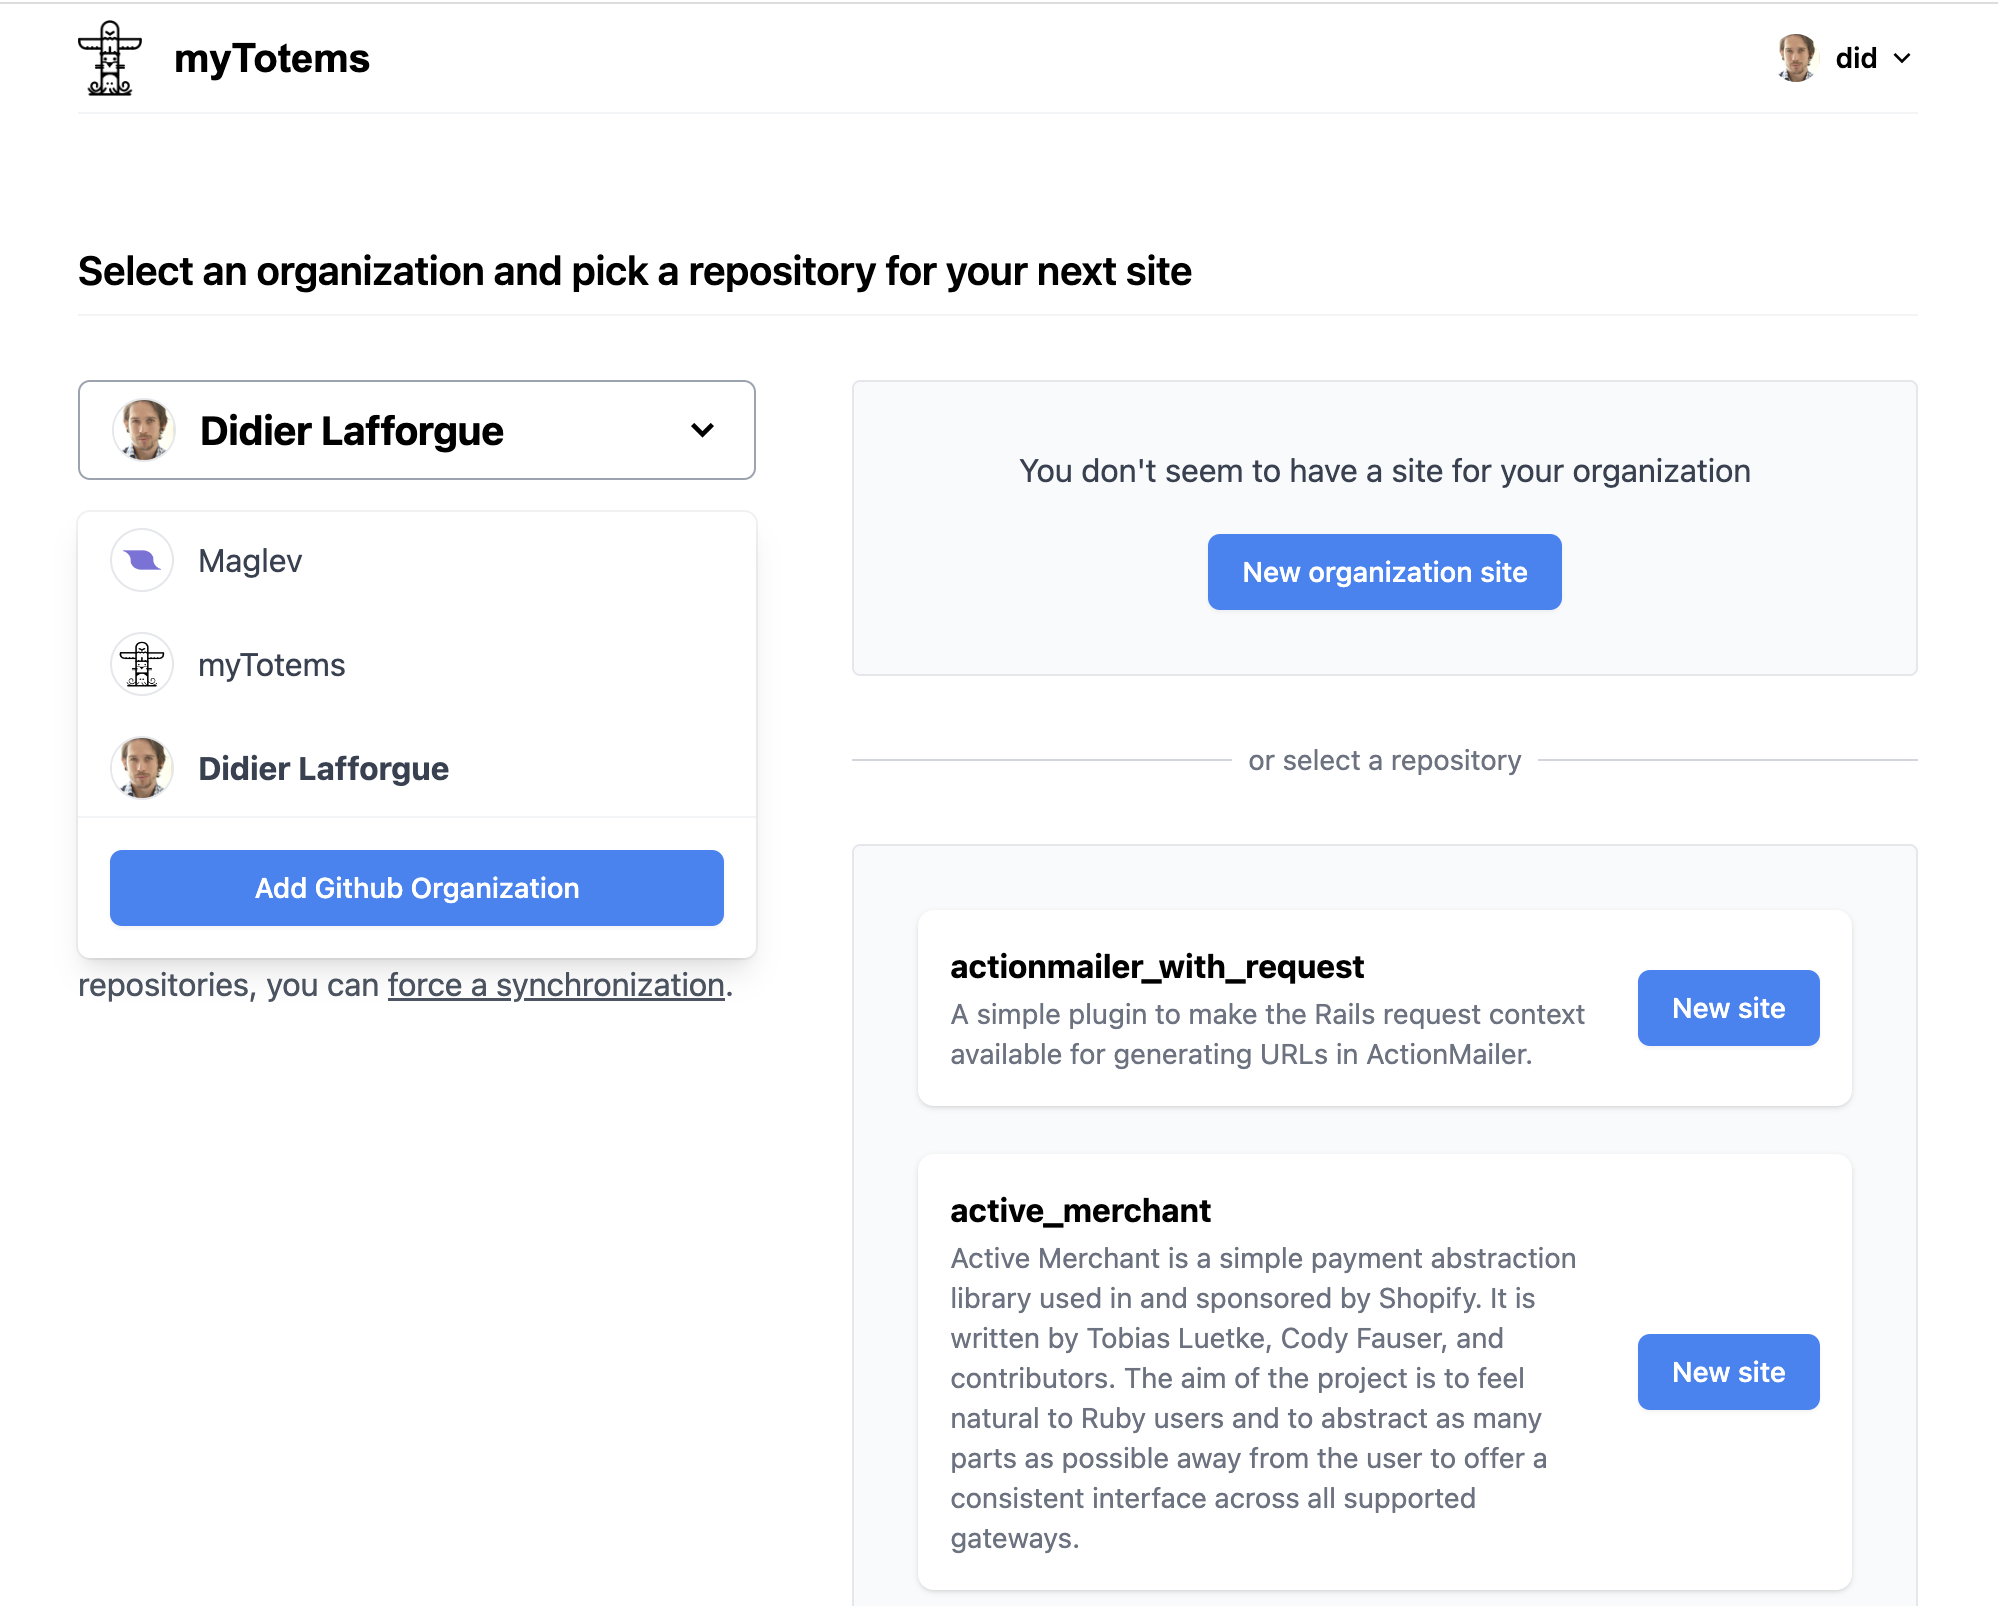 myTotems
did
Select an organization and pick a repository for your next site
Didier Lafforgue
Maglev
myTotems
Didier Lafforgue
Add Github Organization
repositories, you can force a synchronization.
You don't seem to have a site for your organization
New organization site
or select a repository
actionmailer_with_request
A simple plugin to make the Rails request context
available for generating URLs in ActionMailer.
New site
active_merchant
Active Merchant is a simple payment abstraction
library used in and sponsored by Shopify. It is
written by Tobias Luetke, Cody Fauser, and
contributors. The aim of the project is to feel
natural to Ruby users and to abstract as many
parts as possible away from the user to offer a
consistent interface across all supported
gateways.
New site